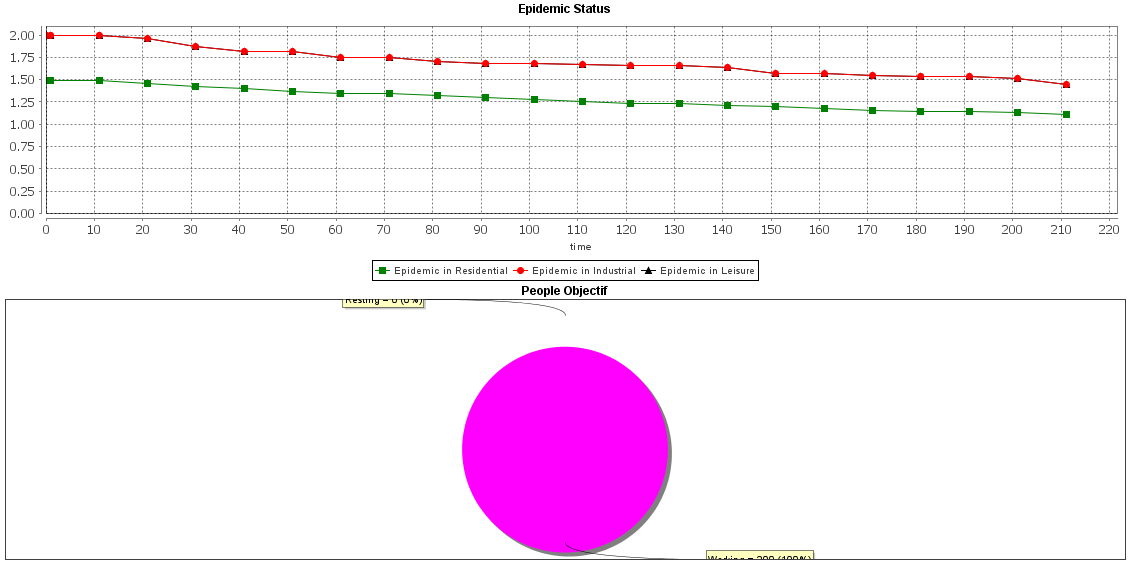 Epidemic Status
2.00
1.75
1.50
1.25
1.00
0.75
0.50
0.25
0.00
0 10 20 30 40 50 60 70 80 90 100 110 120 130 140 150 160 170 180 190 200 210 220
time
Epidemic in Residential Epidemic in Industrial Epidemic in Leisure
People Objectif
Resting = 0 (0%)
Working = (100%)